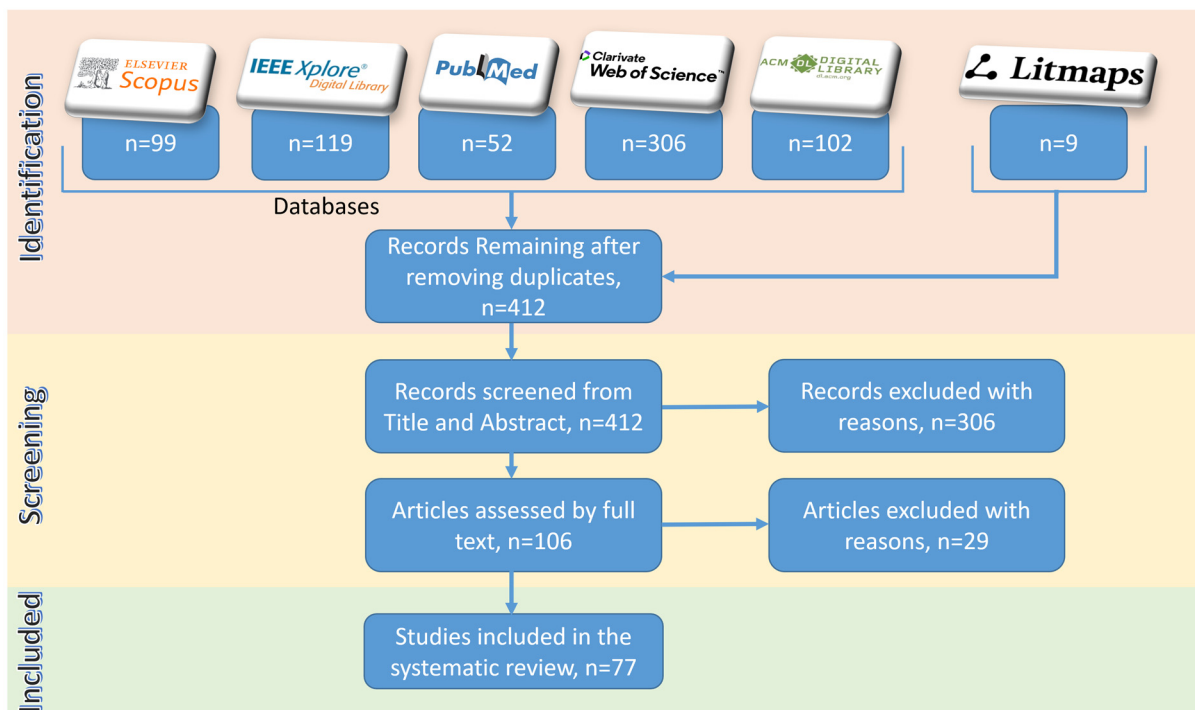 Identification
ELSEVIER
Scopus
IEEE Xplore®
Digital Library
PubMed
Clarivate
Web of Science™
ACM DL DIGITAL
LIBRARY
dl.acm.org
Litmaps
n=99
n=119
n=52
n=306
n=102
n=9
Databases
Records Remaining after
removing duplicates,
n=412
Screening
Records screened from
Title and Abstract, n=412
Records excluded with
reasons, n=306
Articles assessed by full
text, n=106
Articles excluded with
reasons, n=29
Included
Studies included in the
systematic review, n=77